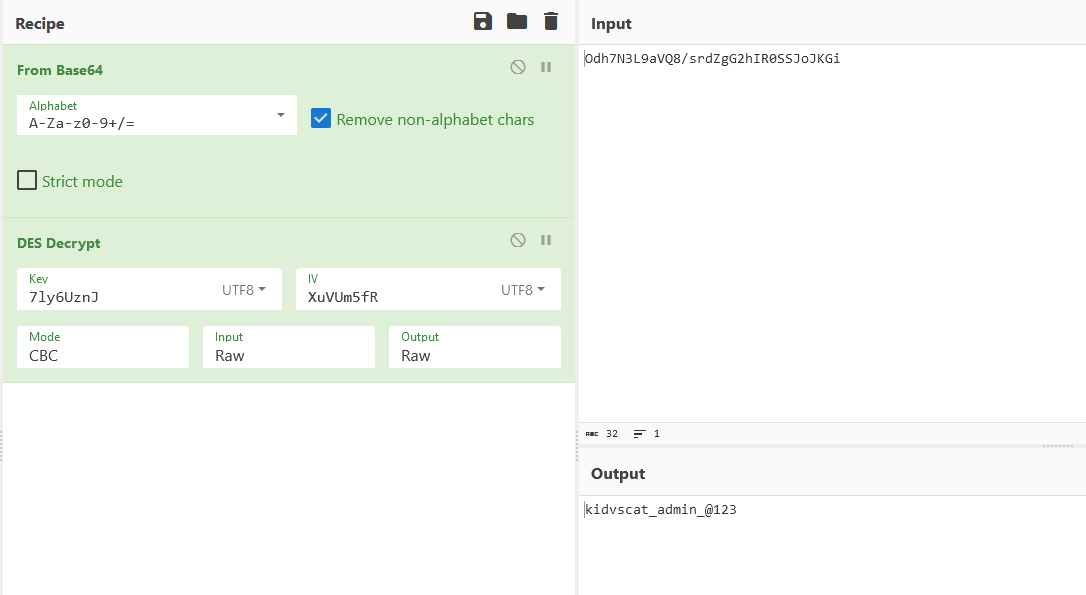 Recipe
From Base64
Alphabet
A-Za-z0-9+/=
Remove non-alphabet chars
Strict mode
DES Decrypt
Key
7ly6UznJ
UTF8
IV
XuVUm5fR
UTF8
Mode
CBC
Input
Raw
Output
Raw
Input
Odh7N3L9aVQ8/srdZgG2hIR0SSJoJKGi
ABC 32 1
Output
kidvscat_admin_@123